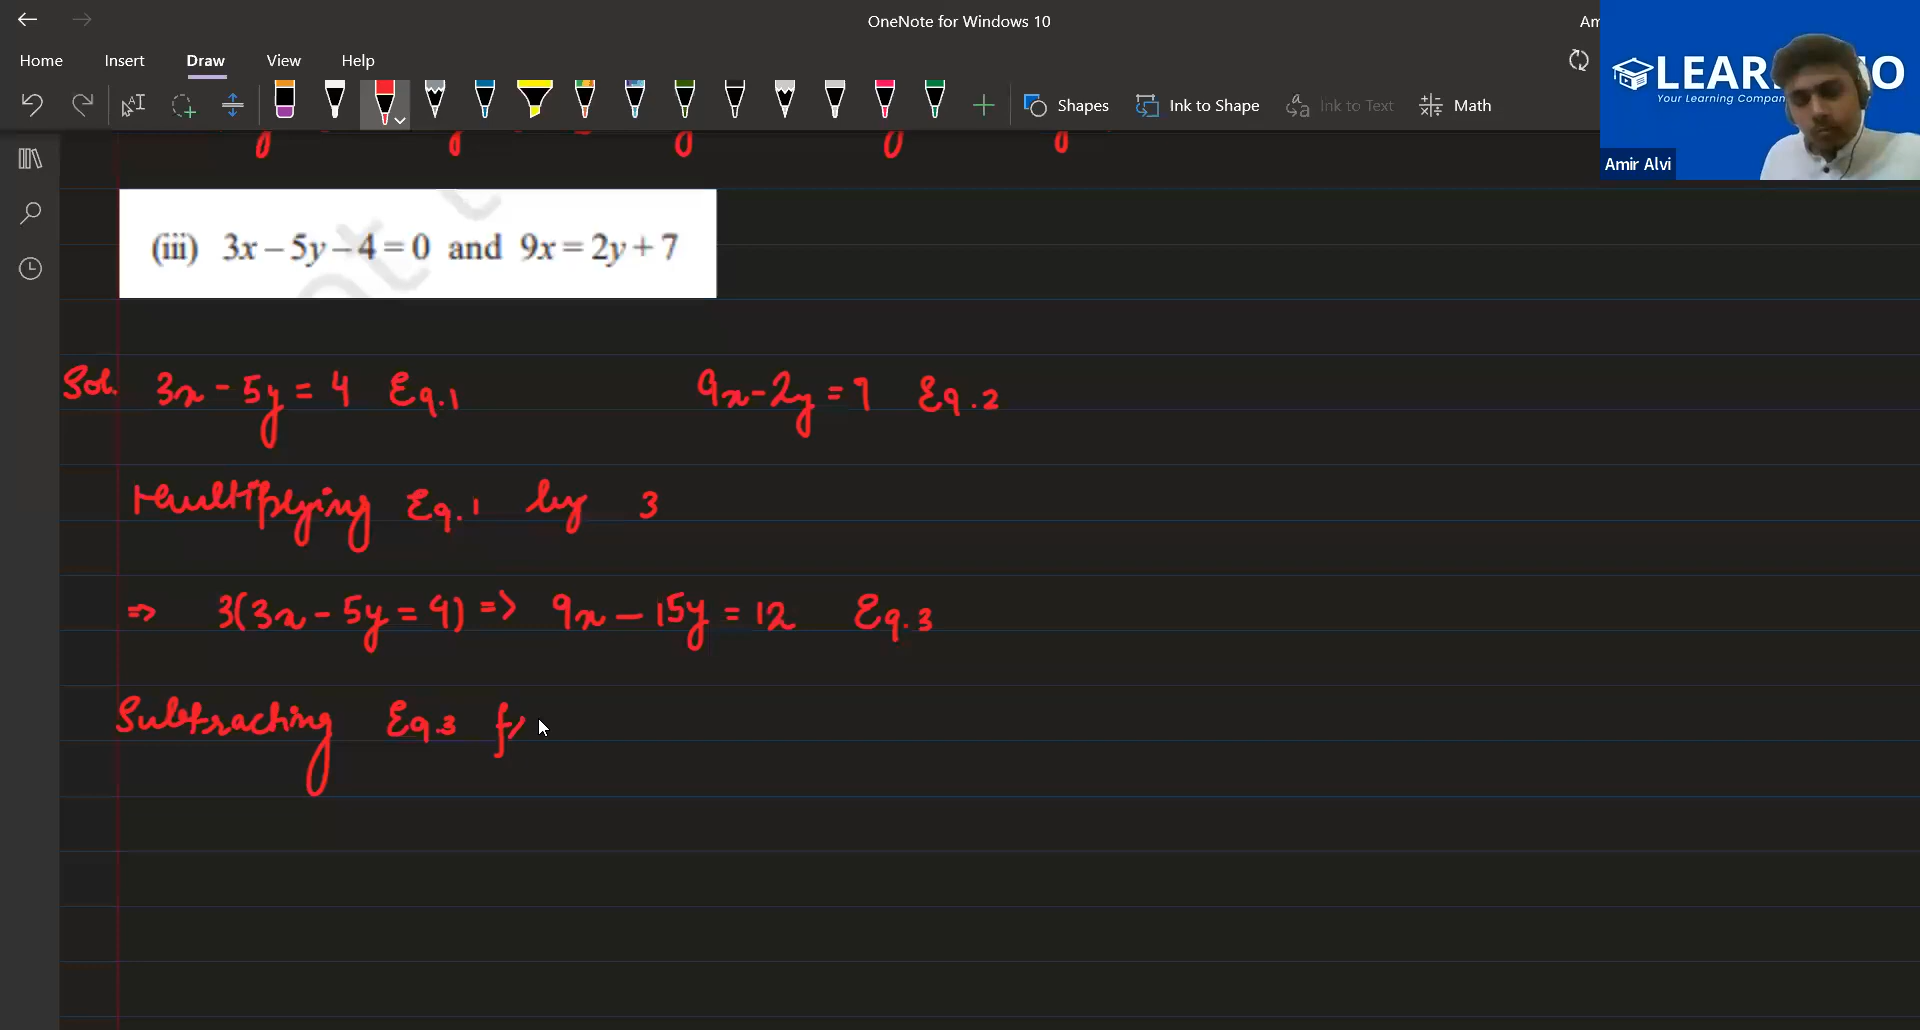 OneNote for Windows 10
Am
Home Insert Draw View Help
Shapes Ink to Shape Ink to Text Math
LEAR O
Your Learning Compan
Amir Alvi
(iii) 3x – 5y – 4 = 0 and 9x = 2y + 7
Sol. 3x - 5y = 4 Eq.1 9x - 2y = 7 Eq.2
Multiplying Eq.1 by 3
=> 3(3x - 5y = 4) => 9x - 15y = 12 Eq.3
Subtracting Eq.3 fr